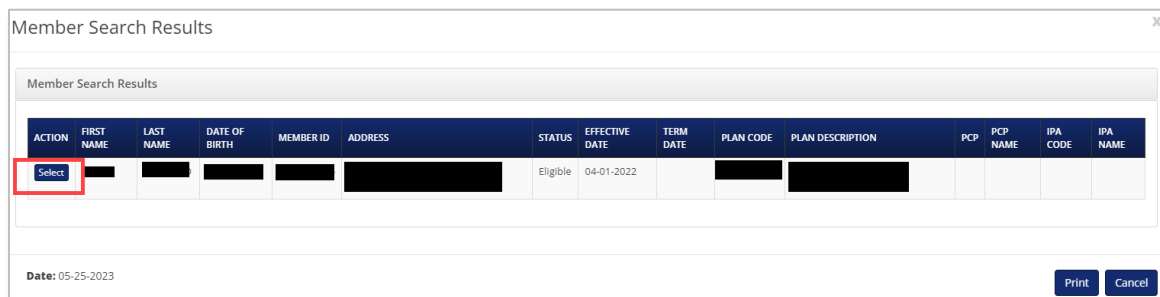 Member Search Results
x
Member Search Results
ACTION FIRST NAME LAST NAME DATE OF BIRTH MEMBER ID ADDRESS STATUS EFFECTIVE DATE TERM DATE PLAN CODE PLAN DESCRIPTION PCP PCP NAME IPA CODE IPA NAME
Select Eligible 04-01-2022
Date: 05-25-2023
Print Cancel